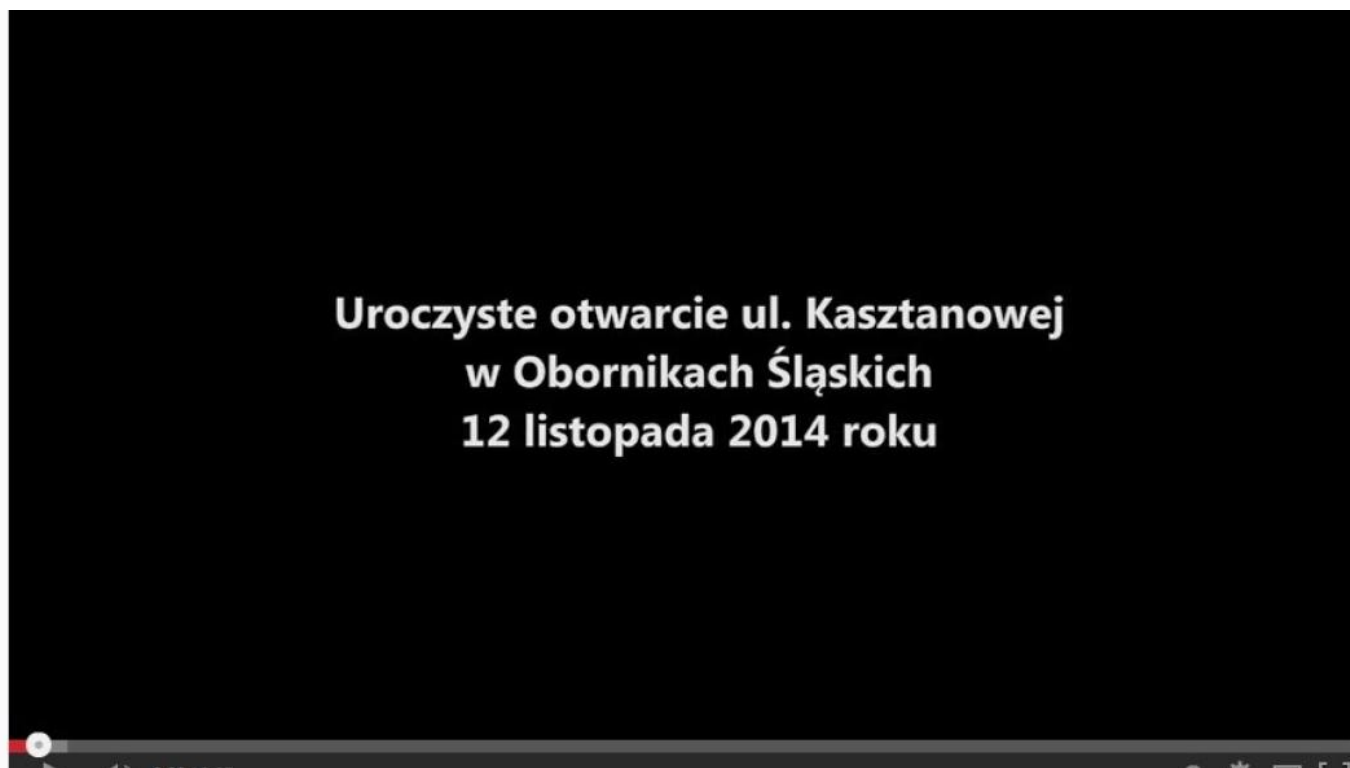 Uroczyste otwarcie ul. Kasztanowej
w Obornikach Śląskich
12 listopada 2014 roku